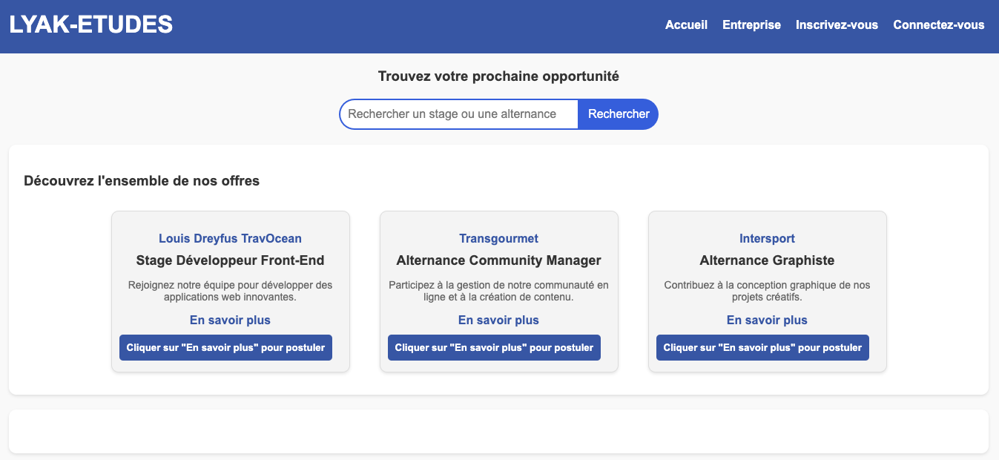 LYAK-ETUDES
Accueil Entreprise Inscrivez-vous Connectez-vous
Trouvez votre prochaine opportunité
Rechercher un stage ou une alternance Rechercher
Découvrez l'ensemble de nos offres
Louis Dreyfus TravOcean
Stage Développeur Front-End
Rejoignez notre équipe pour développer des
applications web innovantes.
En savoir plus
Cliquer sur "En savoir plus" pour postuler
Transgourmet
Alternance Community Manager
Participez à la gestion de notre communauté en
ligne et à la création de contenu.
En savoir plus
Cliquer sur "En savoir plus" pour postuler
Intersport
Alternance Graphiste
Contribuez à la conception graphique de nos
projets créatifs.
En savoir plus
Cliquer sur "En savoir plus" pour postuler